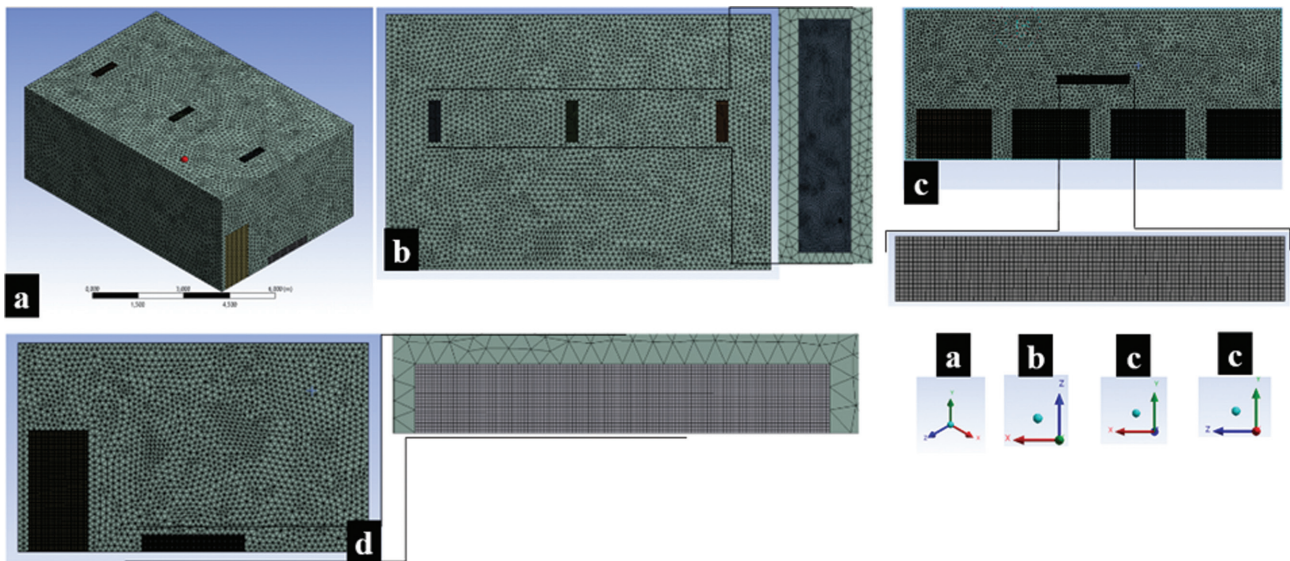 a
0,000 3,000 6,000 (m)
1,500 4,500
b
c
d
a b c c
Y Z X
Z X
Y X
Y Z